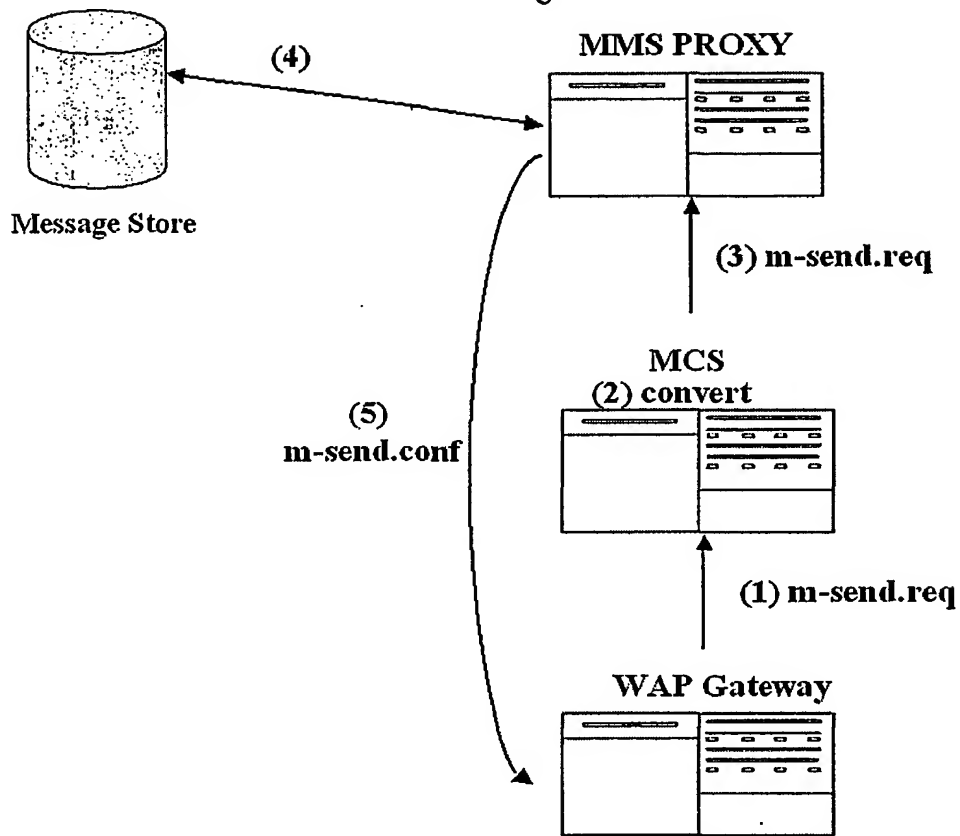 (4)
MMS PROXY
Message Store
(3) m-send.req
MCS
(2) convert
(5)
m-send.conf
(1) m-send.req
WAP Gateway